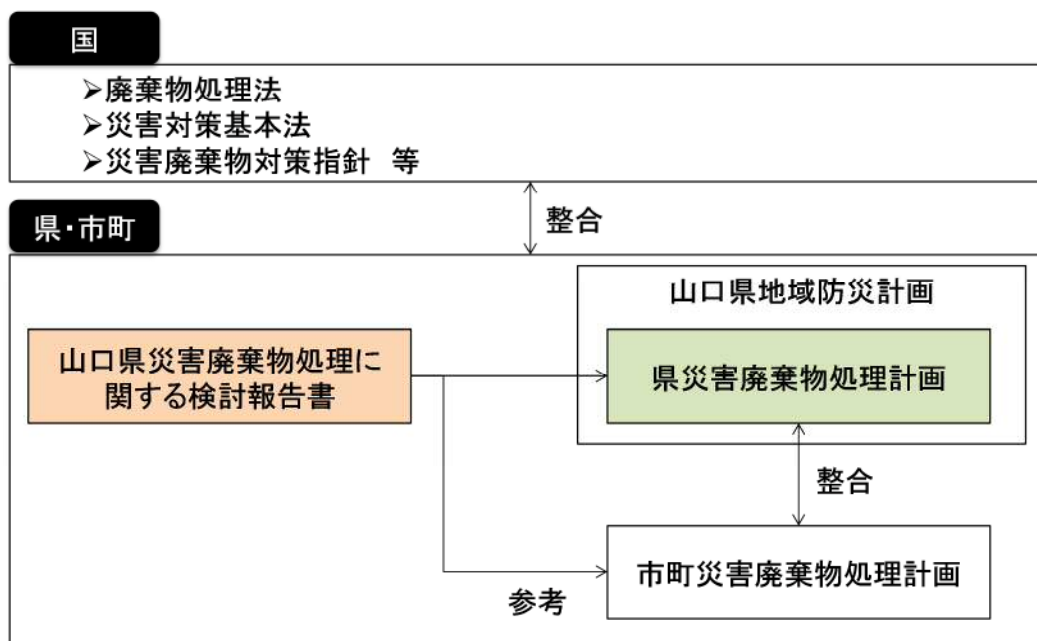 国
➢廃棄物処理法
➢災害対策基本法
➢災害廃棄物対策指針 等
整合
県・市町
山口県地域防災計画
山口県災害廃棄物処理に
関する検討報告書
県災害廃棄物処理計画
整合
市町災害廃棄物処理計画
参考